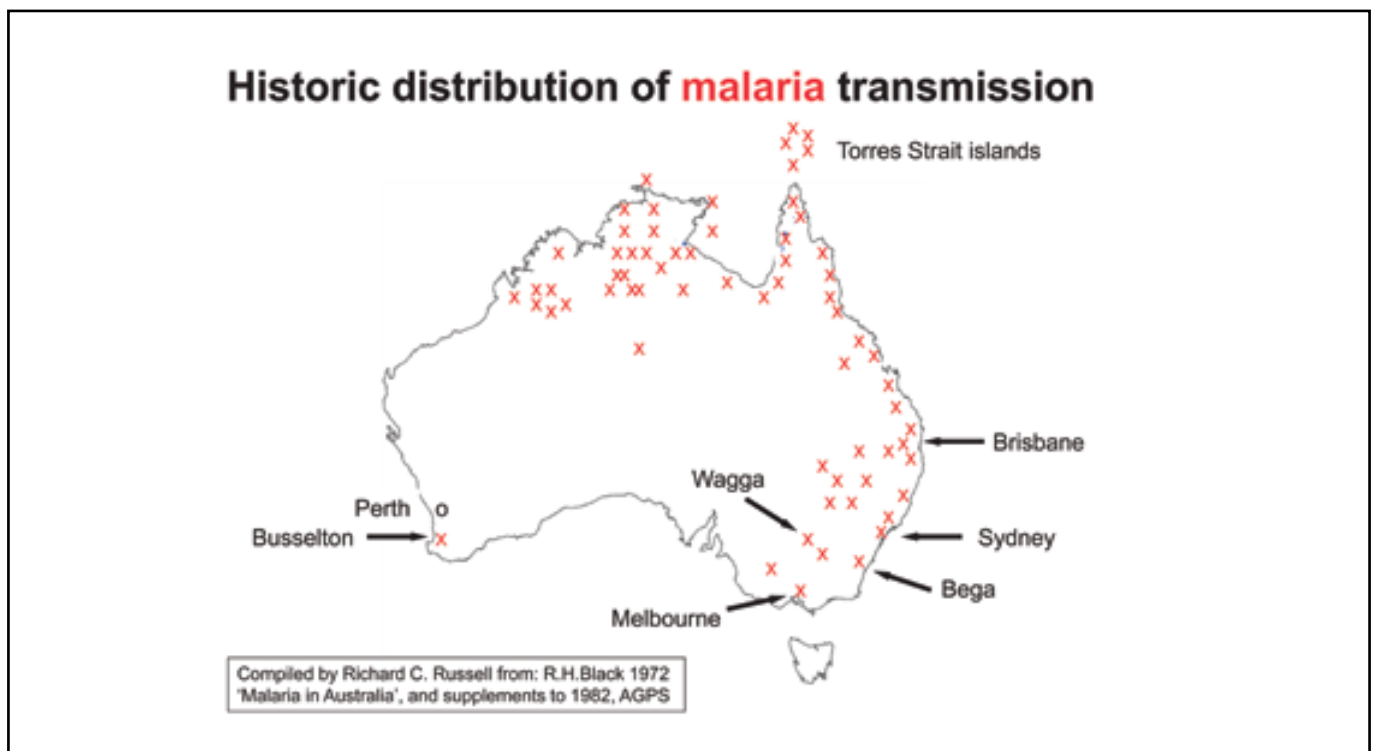 Historic distribution of malaria transmission
Torres Strait islands
Brisbane
Wagga
Perth o
Busselton
Sydney
Bega
Melbourne
Compiled by Richard C. Russell from: R.H.Black 1972
'Malaria in Australia', and supplements to 1982, AGPS